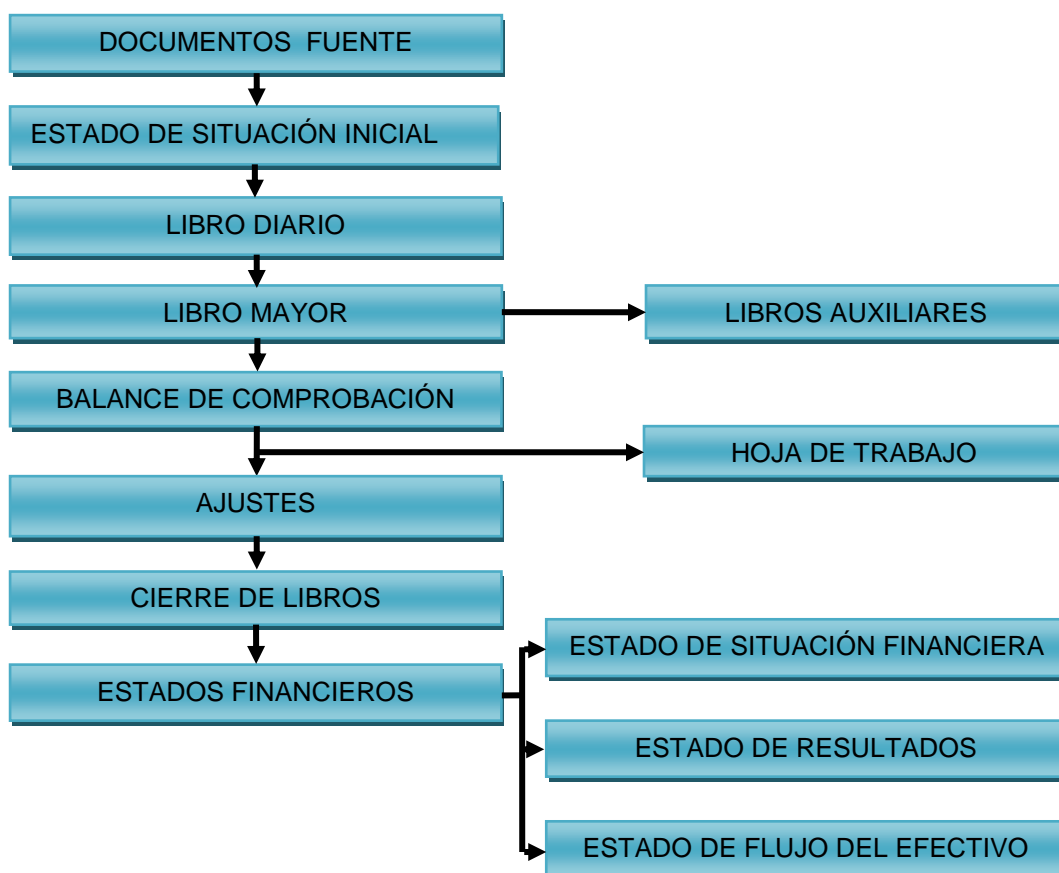 DOCUMENTOS FUENTE
ESTADO DE SITUACIÓN INICIAL
LIBRO DIARIO
LIBRO MAYOR
LIBROS AUXILIARES
BALANCE DE COMPROBACIÓN
HOJA DE TRABAJO
AJUSTES
CIERRE DE LIBROS
ESTADOS FINANCIEROS
ESTADO DE SITUACIÓN FINANCIERA
ESTADO DE RESULTADOS
ESTADO DE FLUJO DEL EFECTIVO